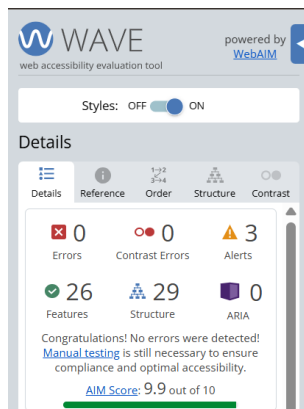 WAVE
web accessibility evaluation tool
powered by
WebAIM
Styles: OFF ON
Details
Details Reference Order Structure Contrast
0 0 3
Errors Contrast Errors Alerts
26 29 0
Features Structure ARIA
Congratulations! No errors were detected!
Manual testing is still necessary to ensure
compliance and optimal accessibility.
AIM Score: 9.9 out of 10